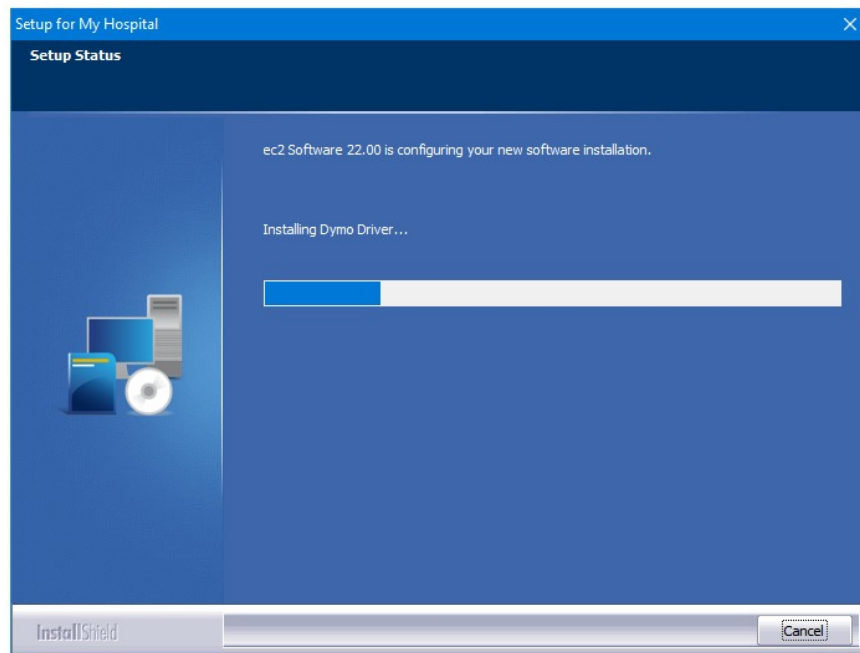 Setup for My Hospital
Setup Status
ec2 Software 22.00 is configuring your new software installation.
Installing Dymo Driver...
InstallShield
Cancel